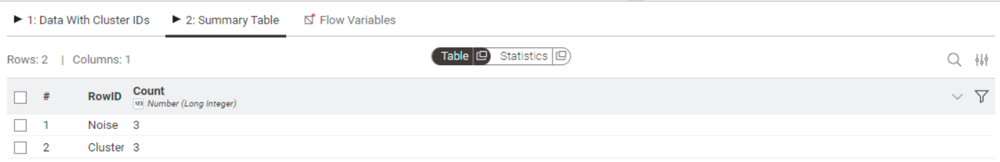 1: Data With Cluster IDs 2: Summary Table Flow Variables
Rows: 2 | Columns: 1 Table Statistics
# RowID Count
123 Number (Long Integer)
1 Noise 3
2 Cluster 3